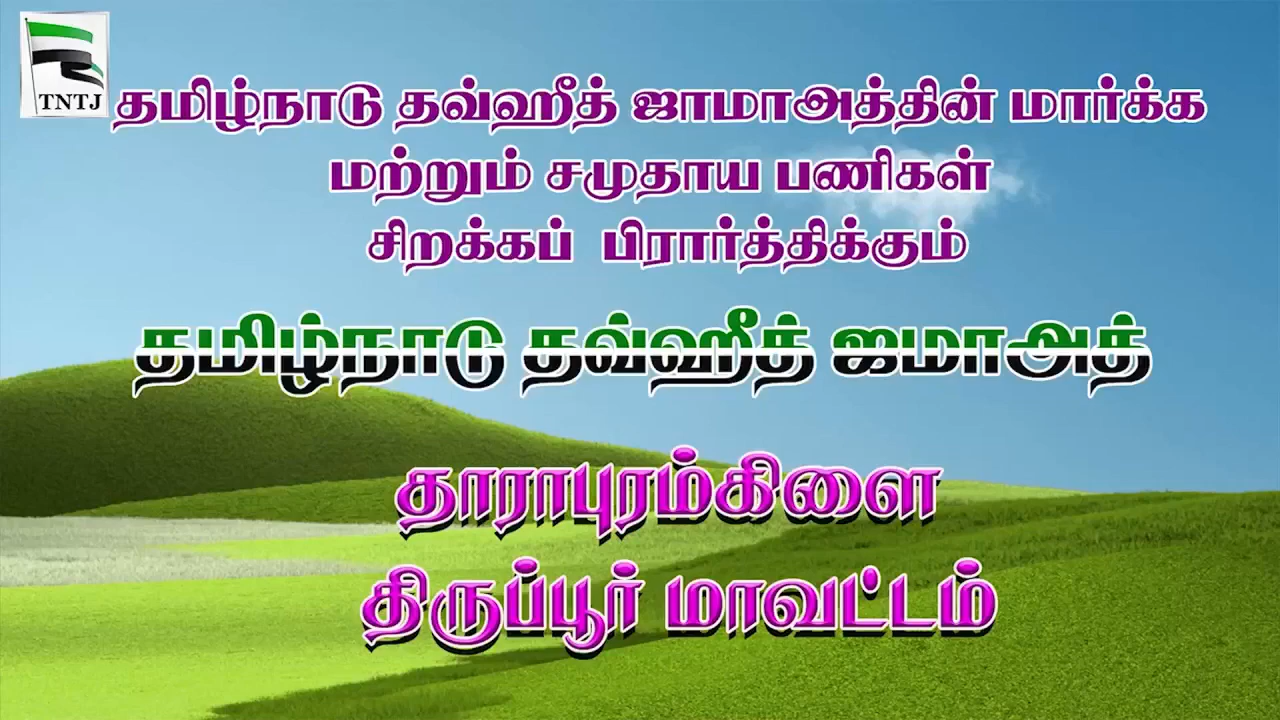 TNTJ
தமிழ்நாடு தவ்ஹீத் ஜாமாஅத்தின் மார்க்க
மற்றும் சமுதாய பணிகள்
சிறக்கப் பிரார்த்திக்கும்
தமிழ்நாடு தவ்ஹீத் ஜமாஅத்
தாராபுரம்கிளை
திருப்பூர் மாவட்டம்